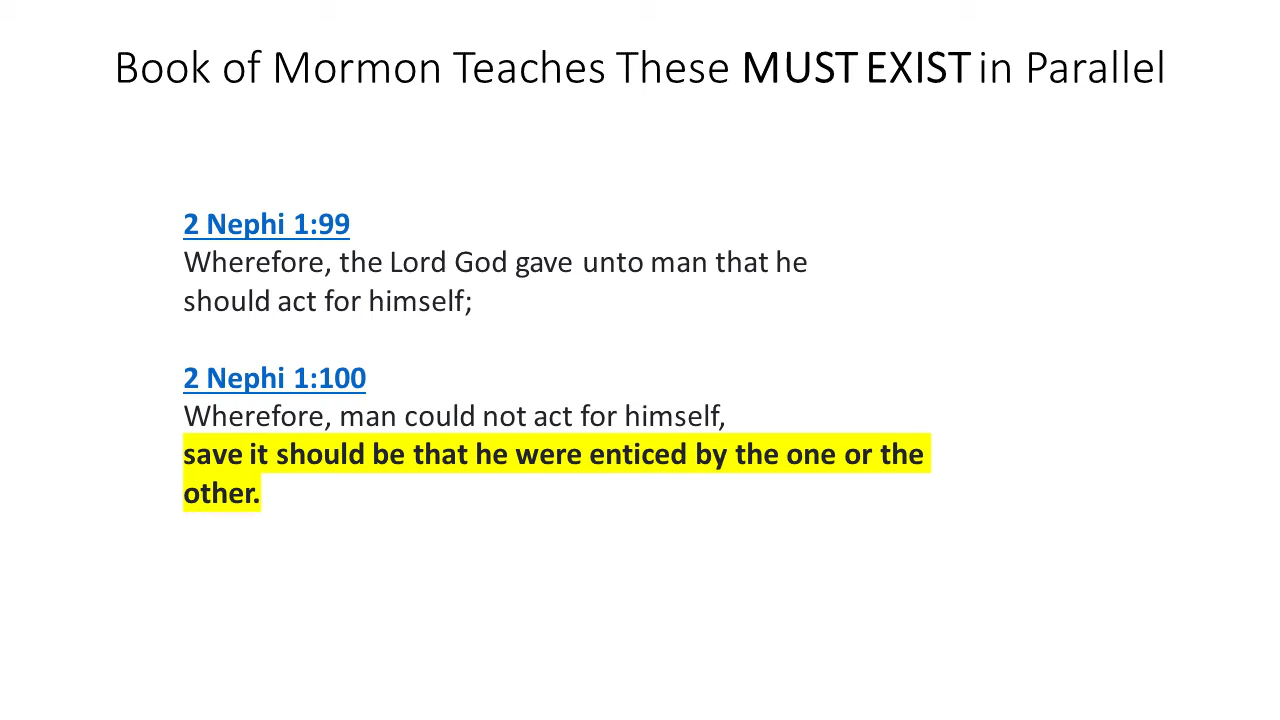 Book of Mormon Teaches These MUST EXIST in Parallel
2 Nephi 1:99
Wherefore, the Lord God gave unto man that he
should act for himself;
2 Nephi 1:100
Wherefore, man could not act for himself,
save it should be that he were enticed by the one or the
other.